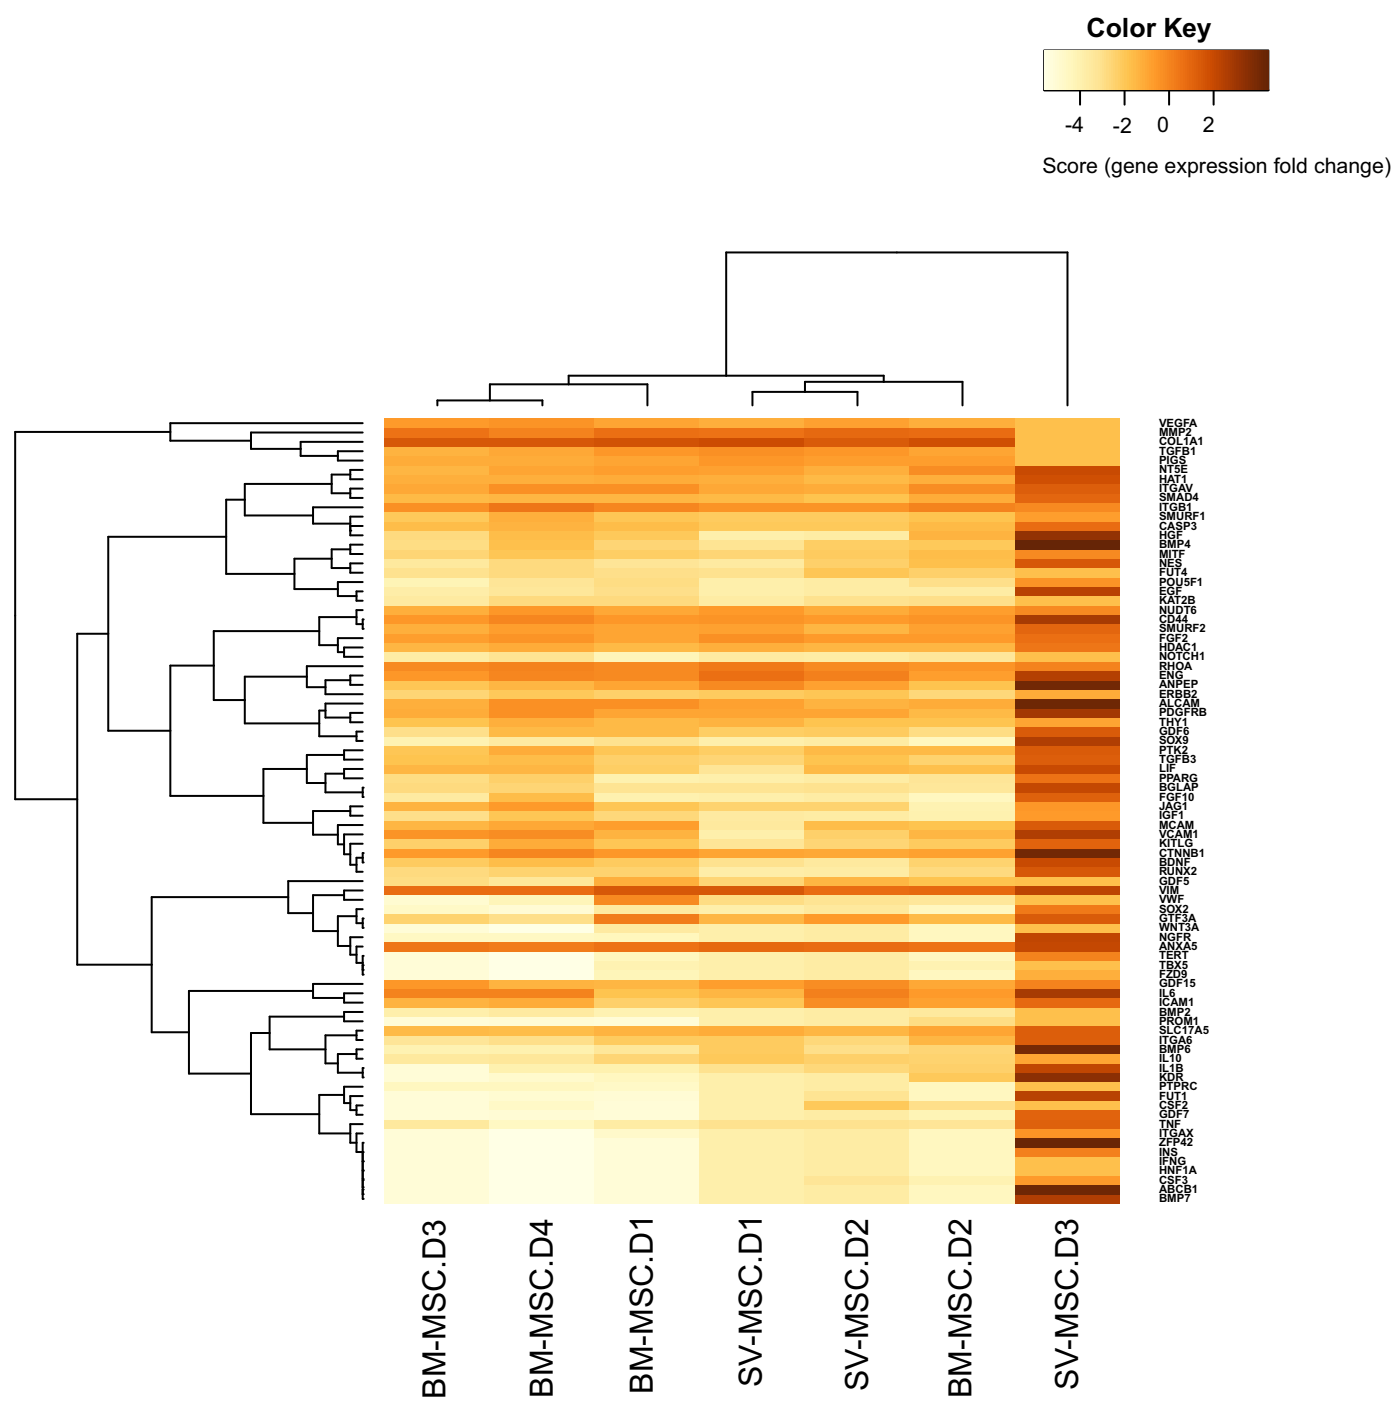 Color Key
-4 -2 0 2
Score (gene expression fold change)
VEGFA
MMP2
COL1A1
TGFB1
PIGS
NT5E
HAT1
ITGAV
SMAD4
ITGB1
SMURF1
CASP3
HGF
BMP4
MITF
NES
FUT4
POU5F1
EGF
KAT2B
NUDT6
CD44
SMURF2
FGF2
HDAC1
NOTCH1
RHOA
ENG
ANPEP
ERBB2
ALCAM
PDGFRB
THY1
GDF6
SOX9
PTK2
TGFB3
LIF
PPARG
BGLAP
FGF10
JAG1
IGF1
MCAM
VCAM1
KITLG
CTNNB1
BDNF
RUNX2
GDF5
VIM
VWF
SOX2
GTF3A
WNT3A
NGFR
ANXA5
TERT
TBX5
FZD9
GDF15
IL6
ICAM1
BMP2
PROM1
SLC17A5
ITGA6
BMP6
IL10
IL1B
KDR
PTPRC
FUT1
CSF2
GDF7
TNF
ITGAX
ZFP42
INS
IFNG
HNF1A
CSF3
ABCB1
BMP7
BM-MSC.D3
BM-MSC.D4
BM-MSC.D1
SV-MSC.D1
SV-MSC.D2
BM-MSC.D2
SV-MSC.D3